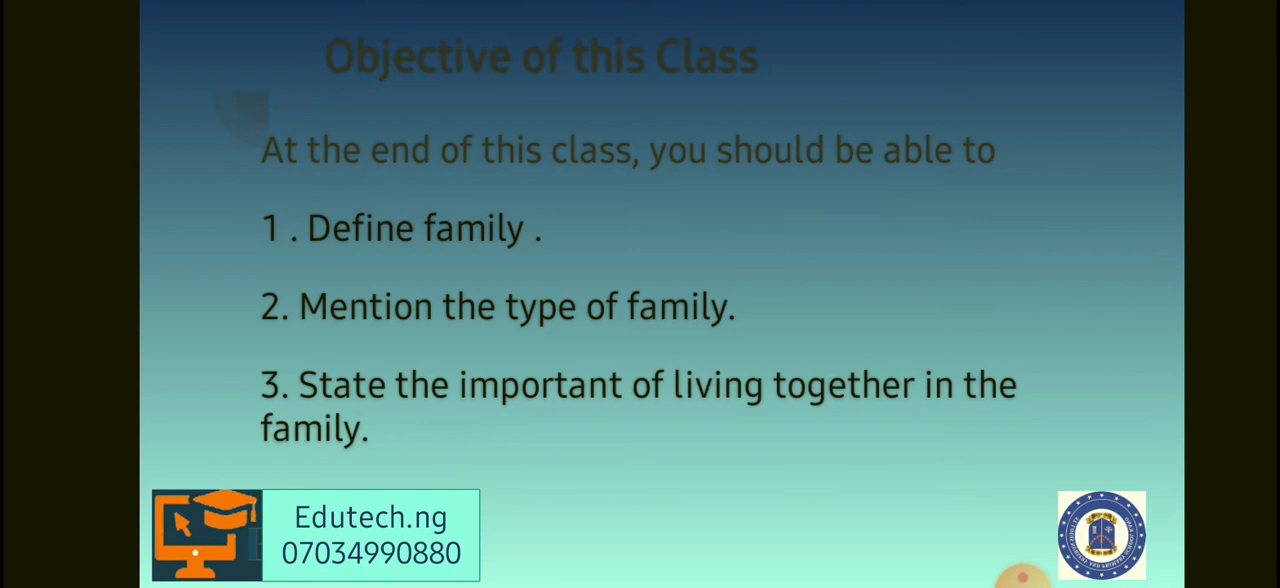 Objective of this Class
At the end of this class, you should be able to
1 . Define family .
2. Mention the type of family.
3. State the important of living together in the
family.
Edutech.ng
07034990880